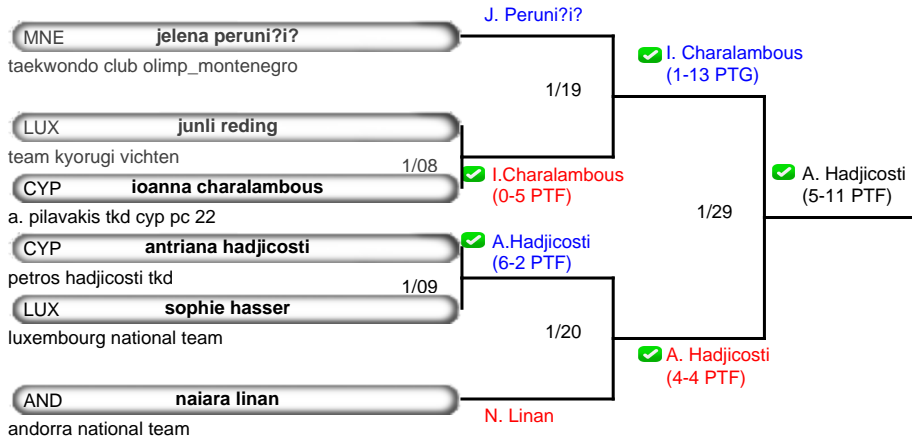 J. Peruni?i?
MNE jelena peruni?i?
taekwondo club olimp_montenegro
I. Charalambous
(1-13 PTG)
1/19
LUX junli reding
team kyorugi vichten
1/08
I.Charalambous
(0-5 PTF)
CYP ioanna charalambous
a. pilavakis tkd cyp pc 22
A. Hadjicosti
(5-11 PTF)
1/29
CYP antriana hadjicosti
petros hadjicosti tkd
A.Hadjicosti
(6-2 PTF)
1/09
LUX sophie hasser
luxembourg national team
1/20
A. Hadjicosti
(4-4 PTF)
AND naiara linan
andorra national team
N. Linan